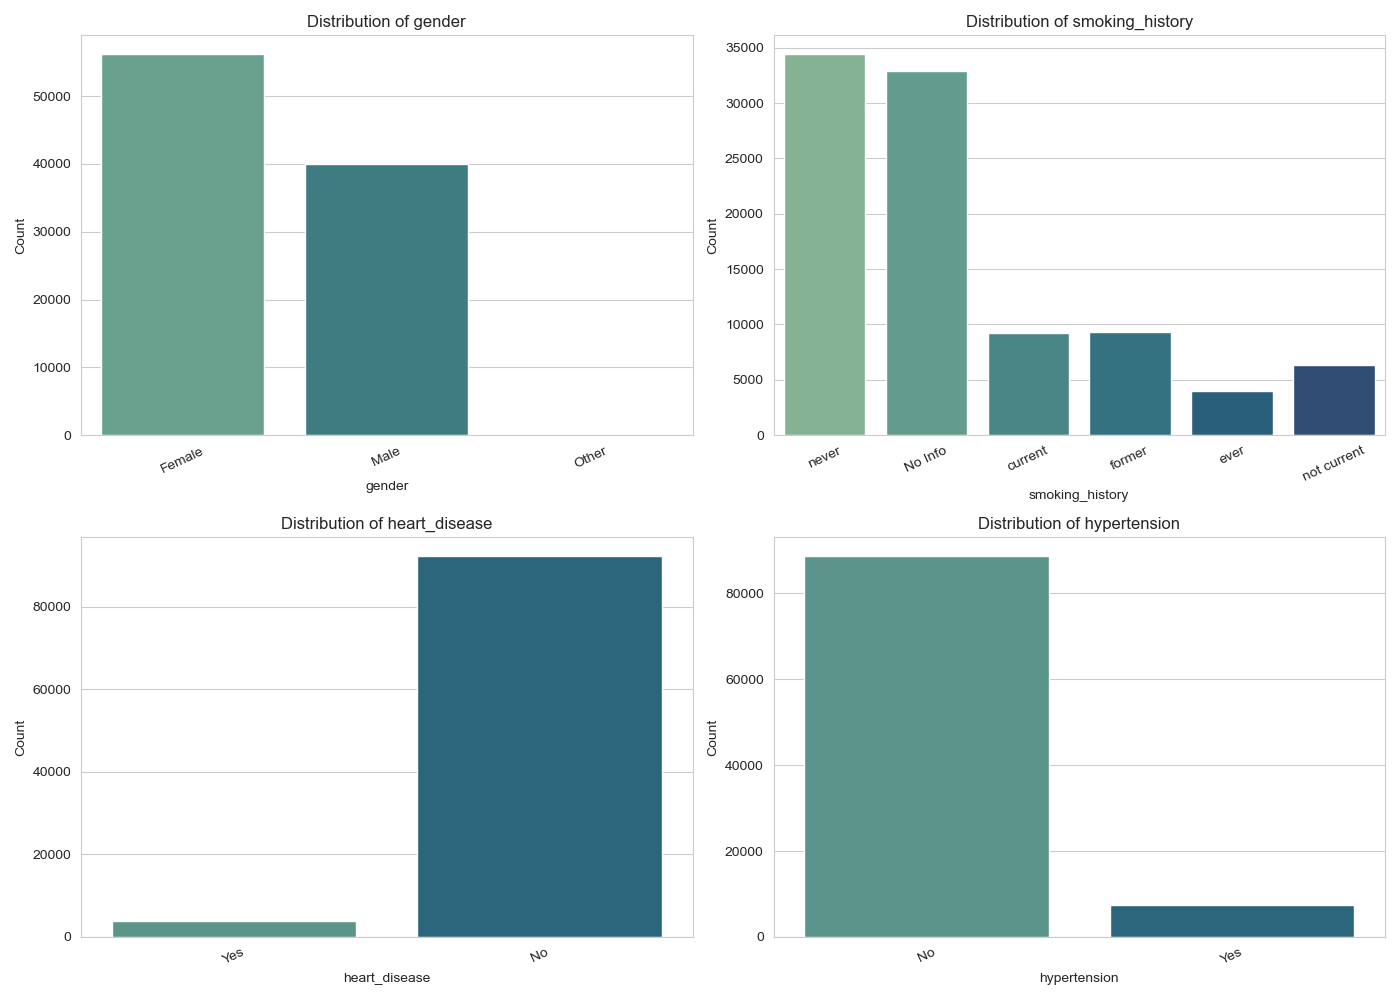 Distribution of gender
50000
40000
30000
20000
10000
0
Count
Female
Male
Other
gender
Distribution of smoking_history
35000
30000
25000
20000
15000
10000
5000
0
Count
never
No Info
current
former
ever
not current
smoking_history
Distribution of heart_disease
80000
60000
40000
20000
0
Count
Yes
No
heart_disease
Distribution of hypertension
80000
60000
40000
20000
0
Count
No
Yes
hypertension